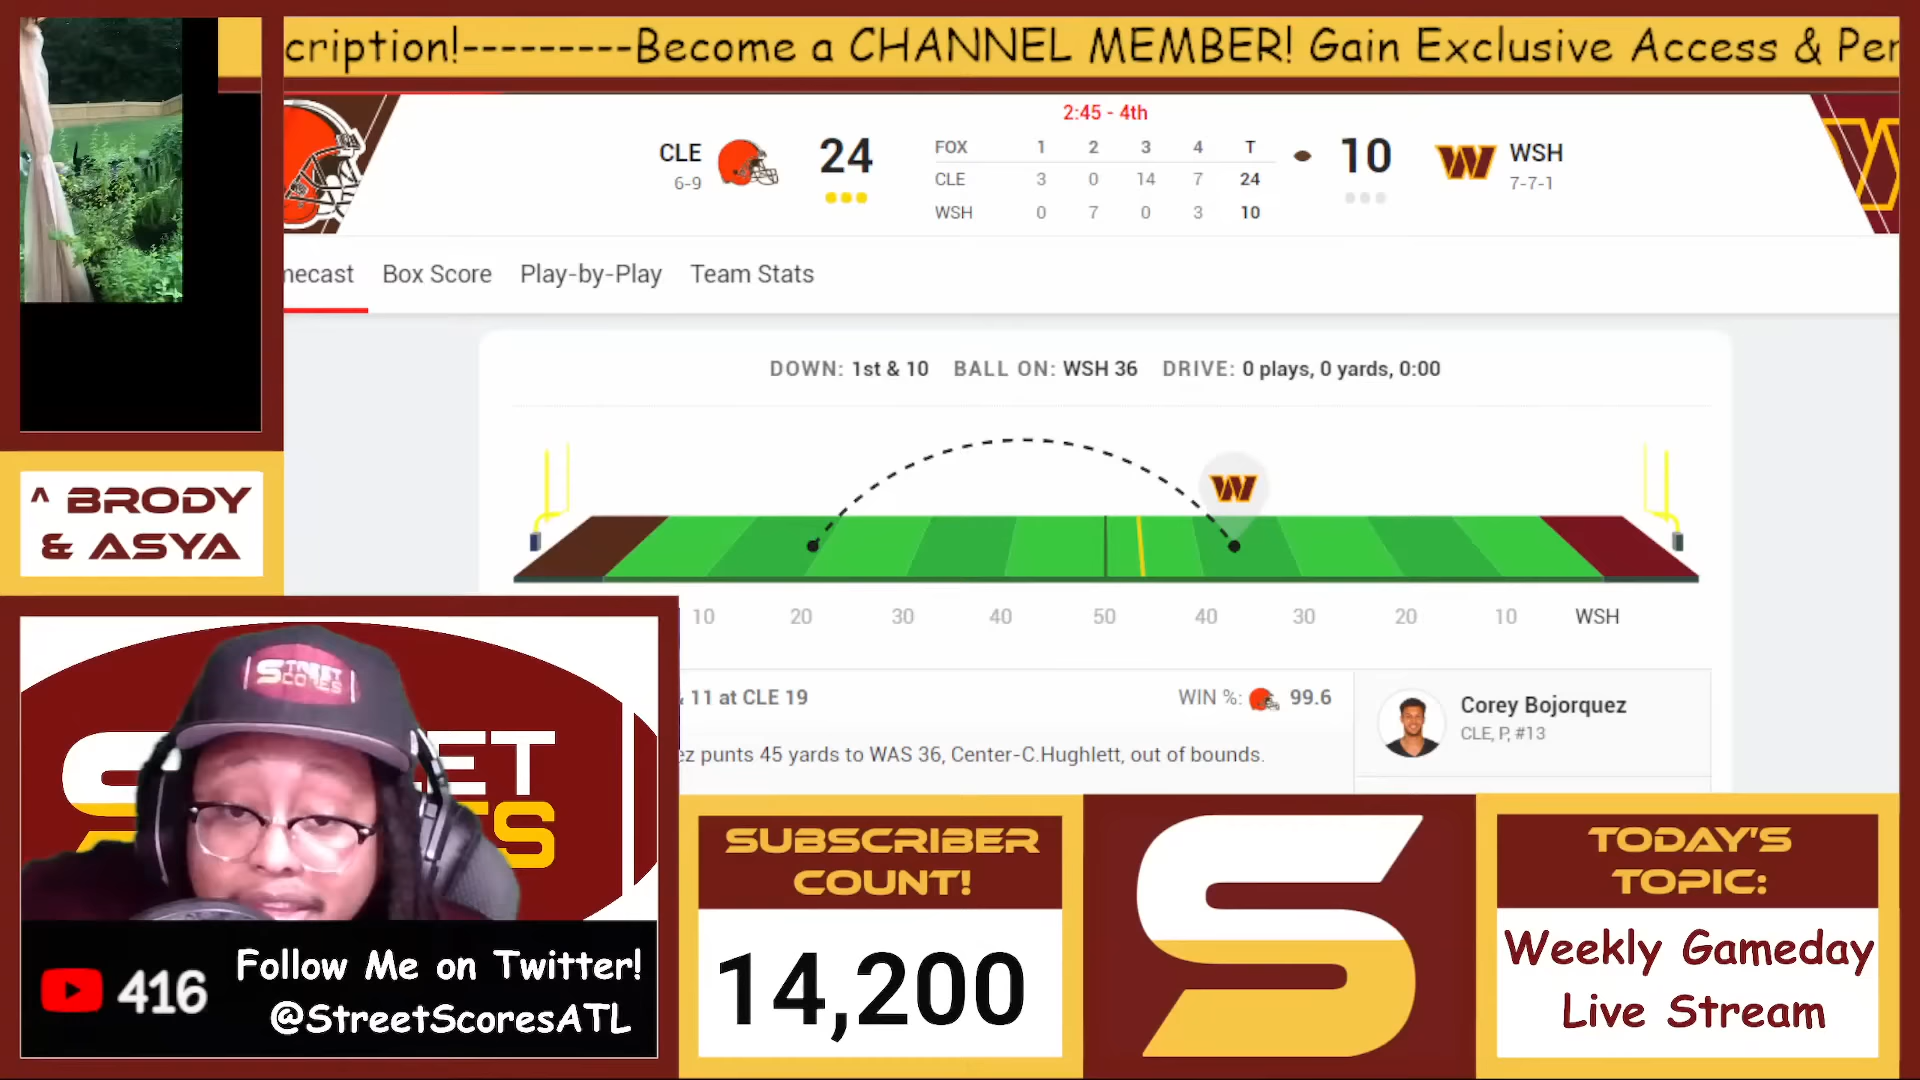 cription!---------Become a CHANNEL MEMBER! Gain Exclusive Access & Per
2:45 - 4th
CLE
6-9
24
FOX 1 2 3 4 T
CLE 3 0 14 7 24
WSH 0 7 0 3 10
10
W
WSH
7-7-1
necast Box Score Play-by-Play Team Stats
DOWN: 1st & 10 BALL ON: WSH 36 DRIVE: 0 plays, 0 yards, 0:00
W
10 20 30 40 50 40 30 20 10 WSH
11 at CLE 19
WIN %: 99.6
ez punts 45 yards to WAS 36, Center-C.Hughlett, out of bounds.
Corey Bojorquez
CLE, P, #13
^ BRODY
& ASYA
STREET
SCORES
ET
ES
416
Follow Me on Twitter!
@StreetScoresATL
SUBSCRIBER
COUNT!
14,200
S
TODAY'S
TOPIC:
Weekly Gameday
Live Stream